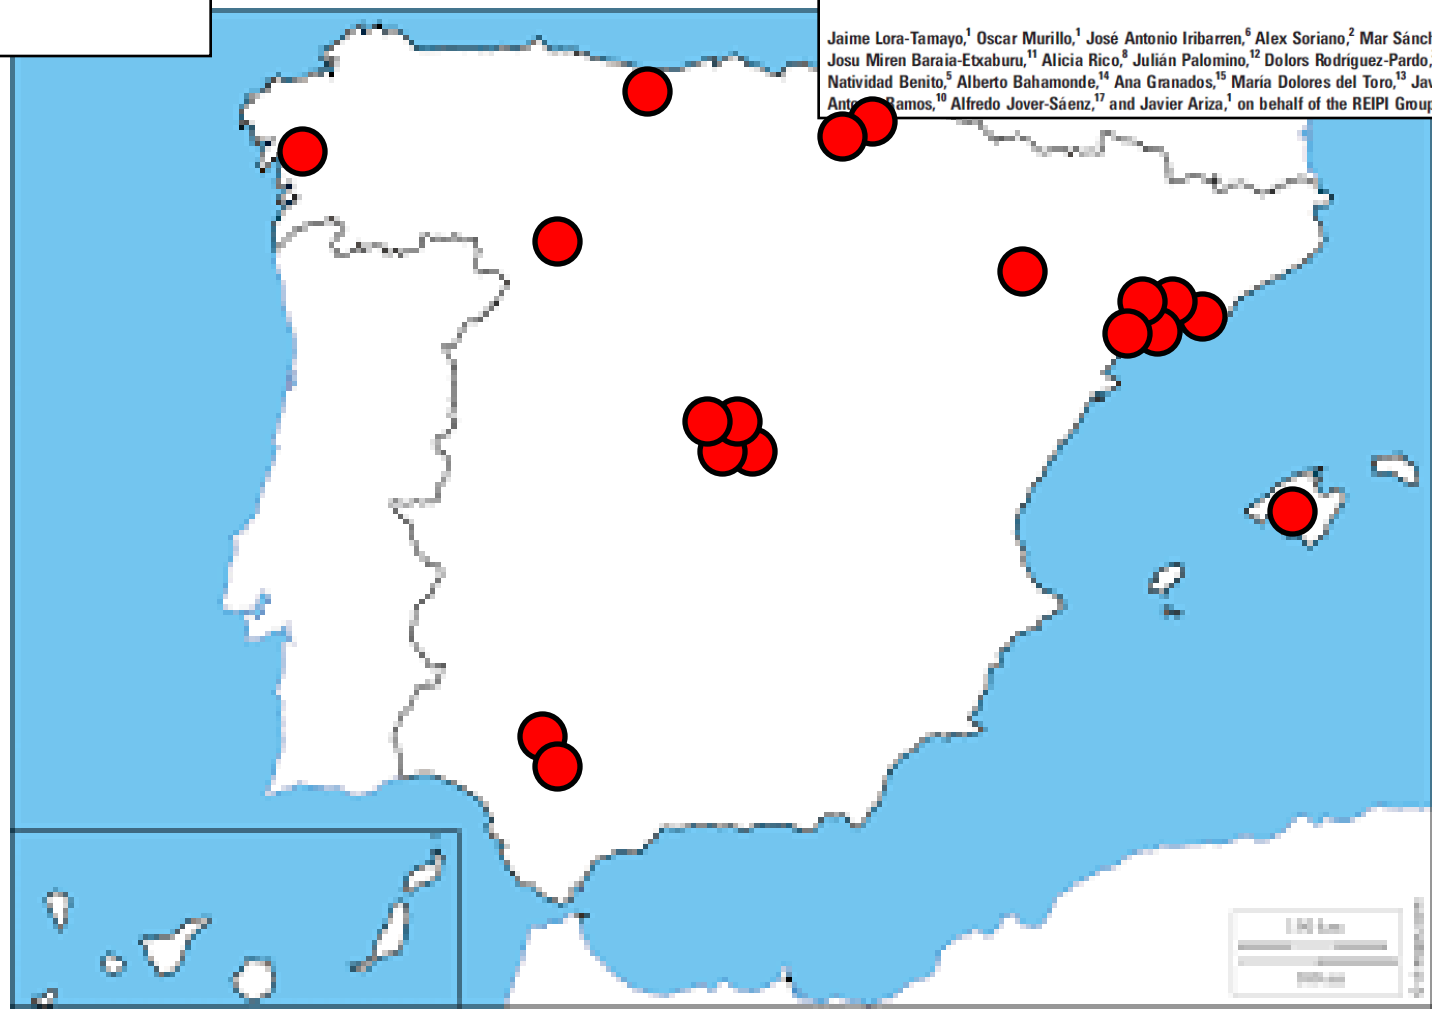 Jaime Lora-Tamayo,¹ Oscar Murillo,¹ José Antonio Iribarren,⁶ Alex Soriano,² Mar Sánch
Josu Miren Baraia-Etxaburu,¹¹ Alicia Rico,⁸ Julián Palomino,¹² Dolors Rodríguez-Pardo,
Natividad Benito,⁵ Alberto Bahamonde,¹⁴ Ana Granados,¹⁵ María Dolores del Toro,¹³ Jav
Ramos,¹⁰ Alfredo Jover-Sáenz,¹⁷ and Javier Ariza,¹ on behalf of the REIPI Group